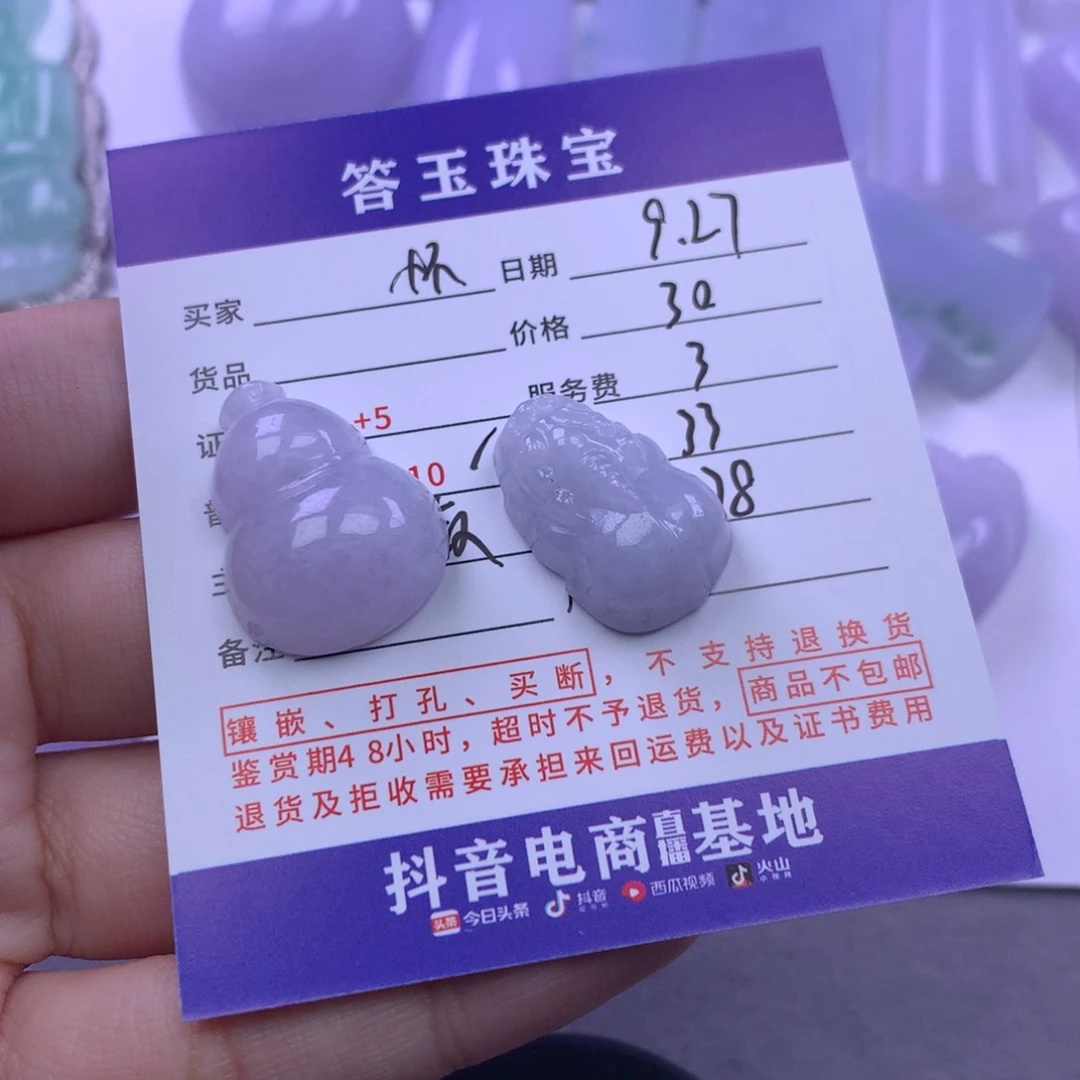 答玉珠宝
买家 日期 9.27
货品 价格 30
证 +5 服务费 3
10 33
备注
镶嵌、打孔、买断，不支持退换货
鉴赏期48小时，超时不予退货，商品不包邮
退货及拒收需要承担来回运费以及证书费用
抖音电商直播基地
头条 今日头条 抖音 西瓜视频 火山